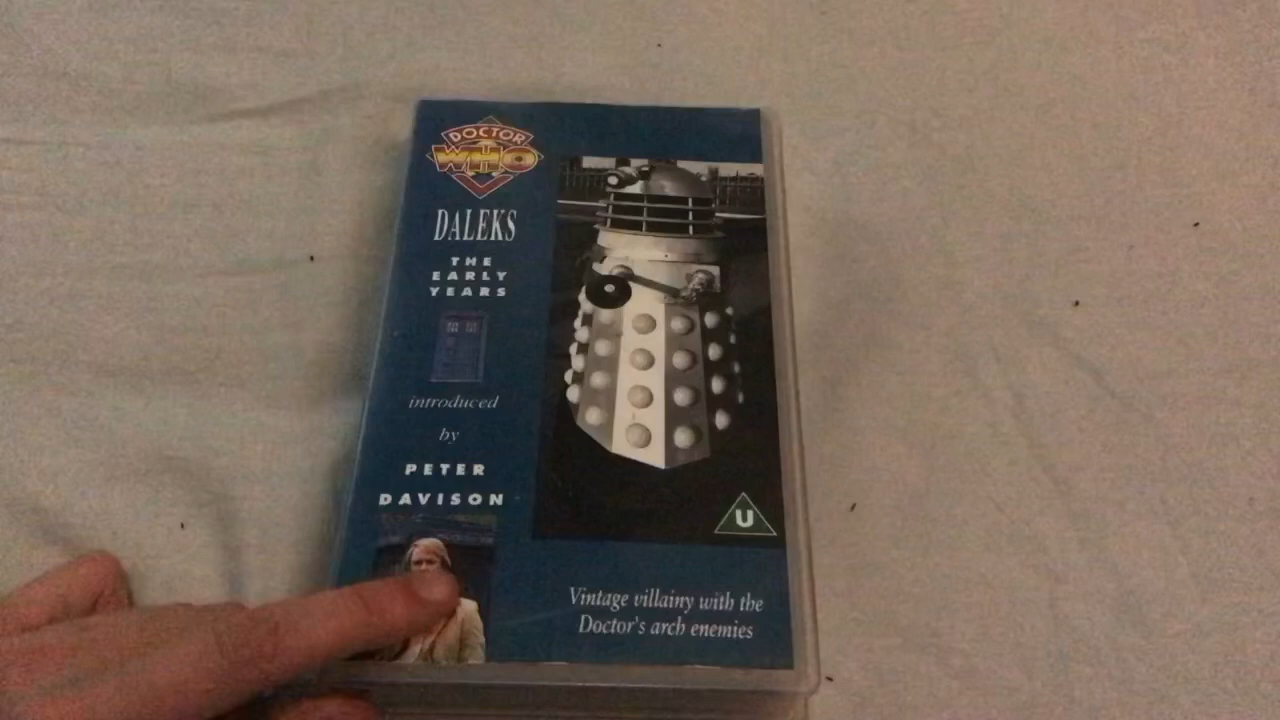 DOCTOR
WHO
DALEKS
THE
EARLY
YEARS
introduced
by
PETER
DAVISON
U
Vintage villainy with the
Doctor's arch enemies